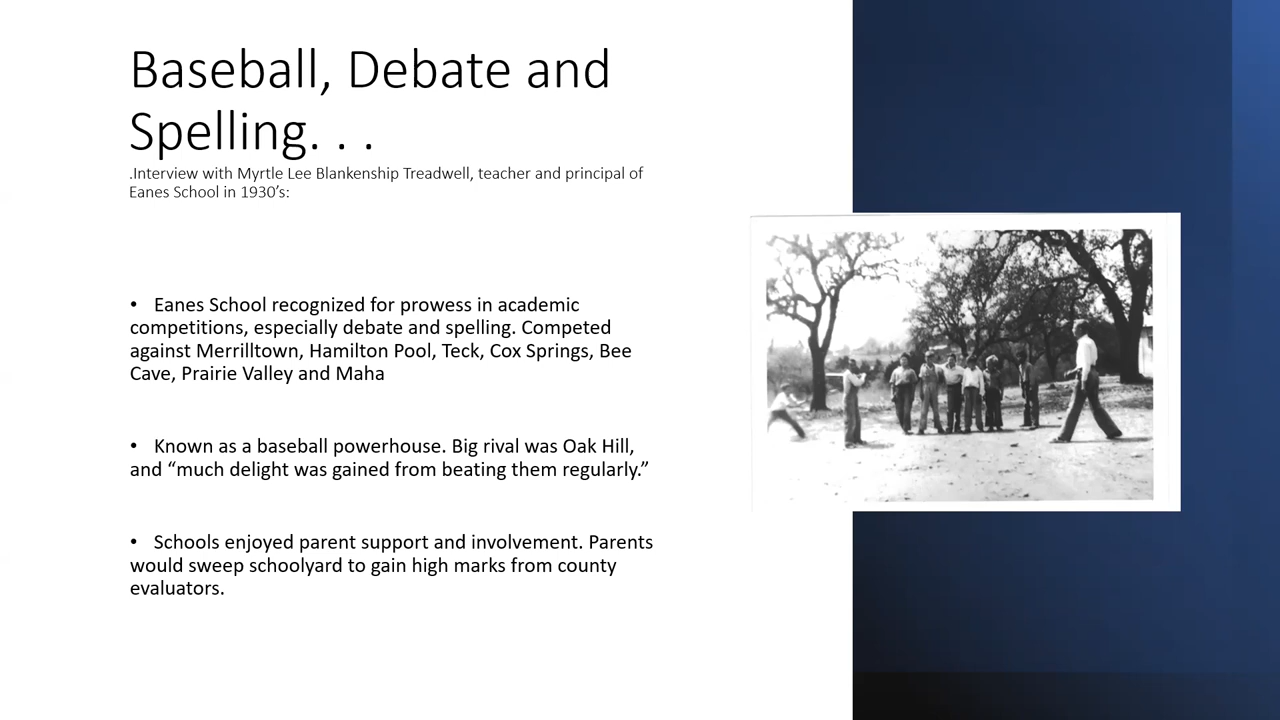 Baseball, Debate and
Spelling. . .
.Interview with Myrtle Lee Blankenship Treadwell, teacher and principal of
Eanes School in 1930’s:
• Eanes School recognized for prowess in academic
competitions, especially debate and spelling. Competed
against Merrilltown, Hamilton Pool, Teck, Cox Springs, Bee
Cave, Prairie Valley and Maha
• Known as a baseball powerhouse. Big rival was Oak Hill,
and “much delight was gained from beating them regularly.”
• Schools enjoyed parent support and involvement. Parents
would sweep schoolyard to gain high marks from county
evaluators.